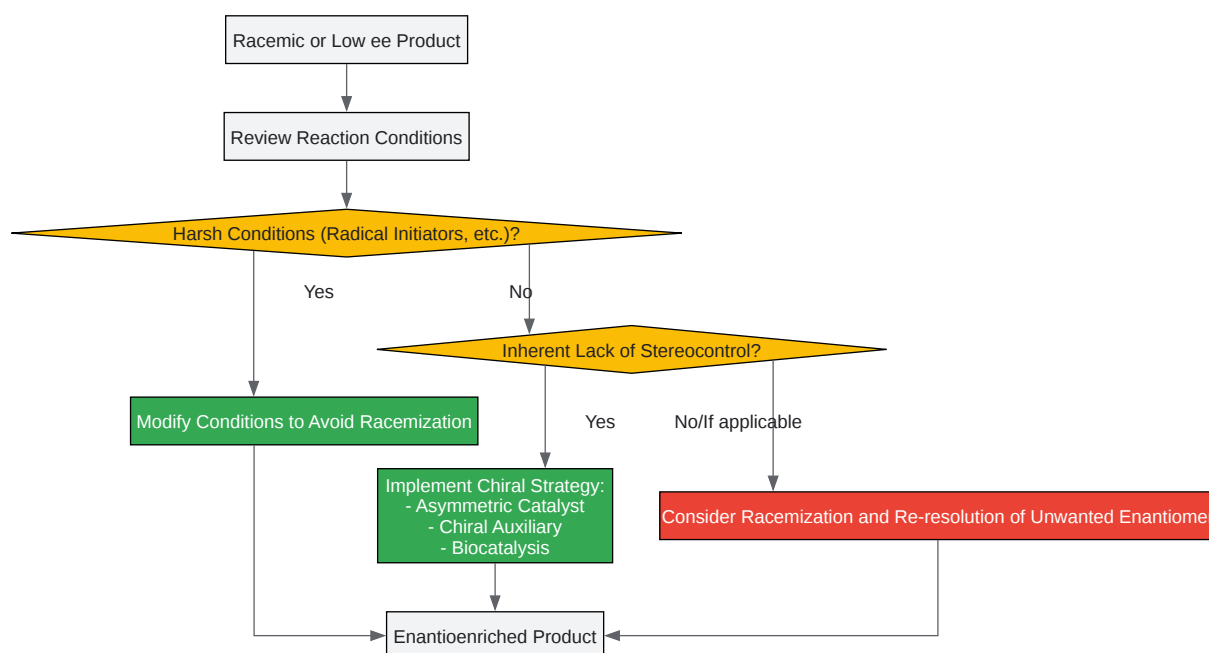 Racemic or Low ee Product
Review Reaction Conditions
Harsh Conditions (Radical Initiators, etc.)?
Yes
No
Inherent Lack of Stereocontrol?
Modify Conditions to Avoid Racemization
Yes
No/If applicable
Implement Chiral Strategy:
- Asymmetric Catalyst
- Chiral Auxiliary
- Biocatalysis
Consider Racemization and Re-resolution of Unwanted Enantiome
Enantioenriched Product